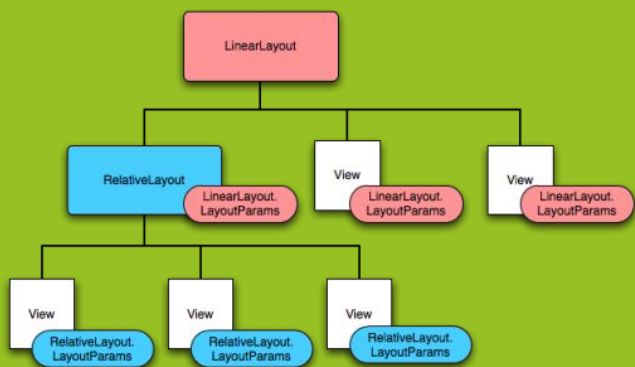 LinearLayout
RelativeLayout
LinearLayout.
LayoutParams
View
LinearLayout.
LayoutParams
View
LinearLayout.
LayoutParams
View
RelativeLayout.
LayoutParams
View
RelativeLayout.
LayoutParams
View
RelativeLayout.
LayoutParams